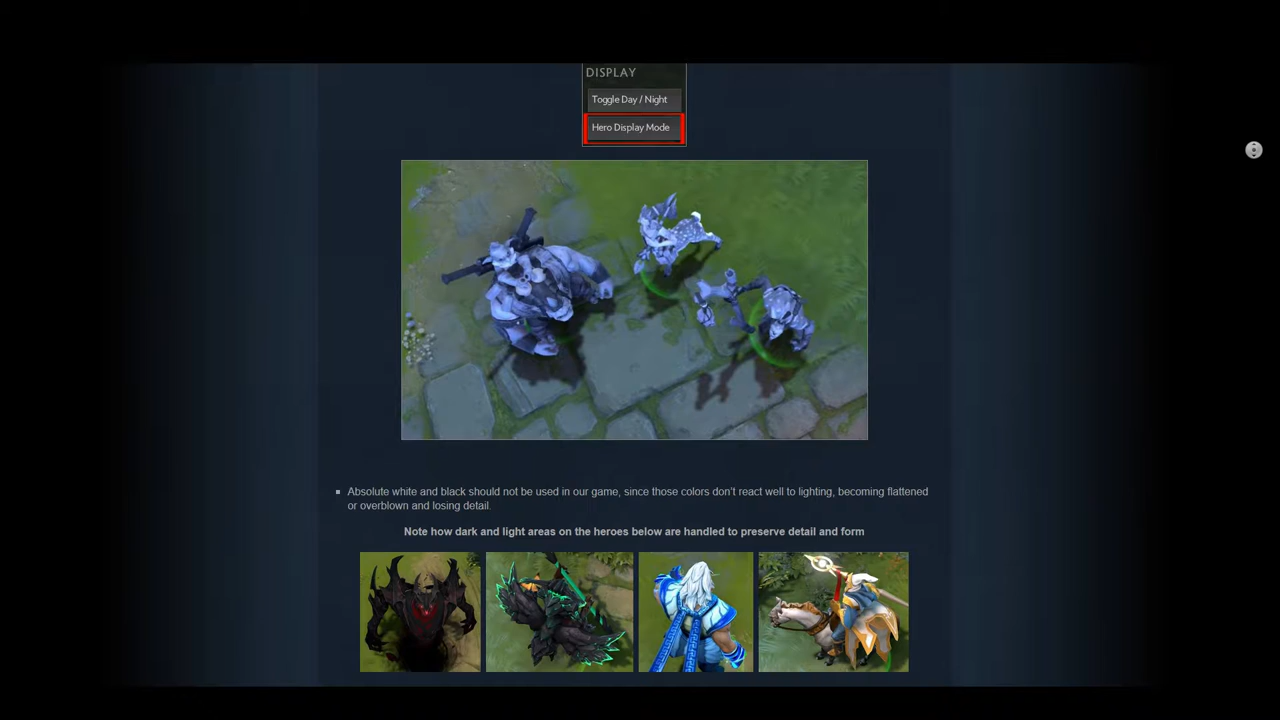 DISPLAY
Toggle Day / Night
Hero Display Mode
Absolute white and black should not be used in our game, since those colors don't react well to lighting, becoming flattened
or overblown and losing detail.
Note how dark and light areas on the heroes below are handled to preserve detail and form